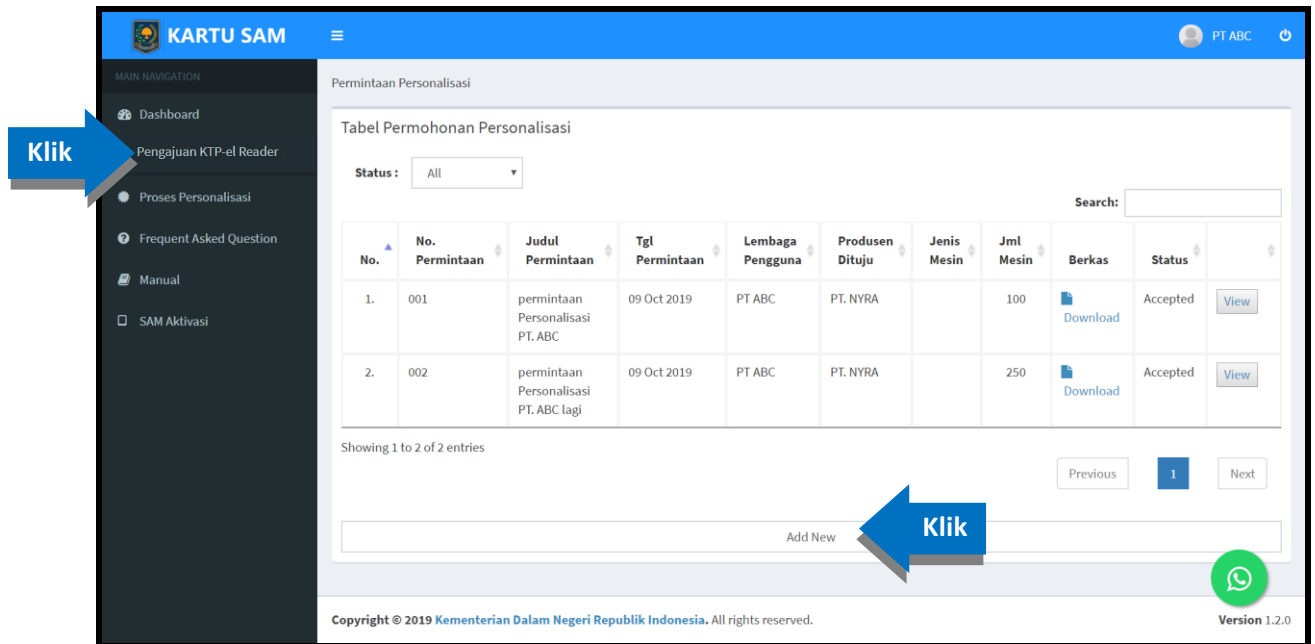 KARTU SAM
PT ABC
MAIN NAVIGATION
Dashboard
Klik
Pengajuan KTP-el Reader
Proses Personalisasi
Frequent Asked Question
Manual
SAM Aktivasi
Permintaan Personalisasi
Tabel Permohonan Personalisasi
Status : All
Search:
No. No. Permintaan Judul Permintaan Tgl Permintaan Lembaga Pengguna Produsen Dituju Jenis Mesin Jml Mesin Berkas Status
1. 001 permintaan 09 Oct 2019 PT ABC PT. NYRA 100 Accepted View
Personalisasi Download
PT. ABC
2. 002 permintaan 09 Oct 2019 PT ABC PT. NYRA 250 Accepted View
Personalisasi Download
PT. ABC lagi
Showing 1 to 2 of 2 entries
Previous 1 Next
Add New
Klik
Copyright © 2019 Kementerian Dalam Negeri Republik Indonesia. All rights reserved.
Version 1.2.0